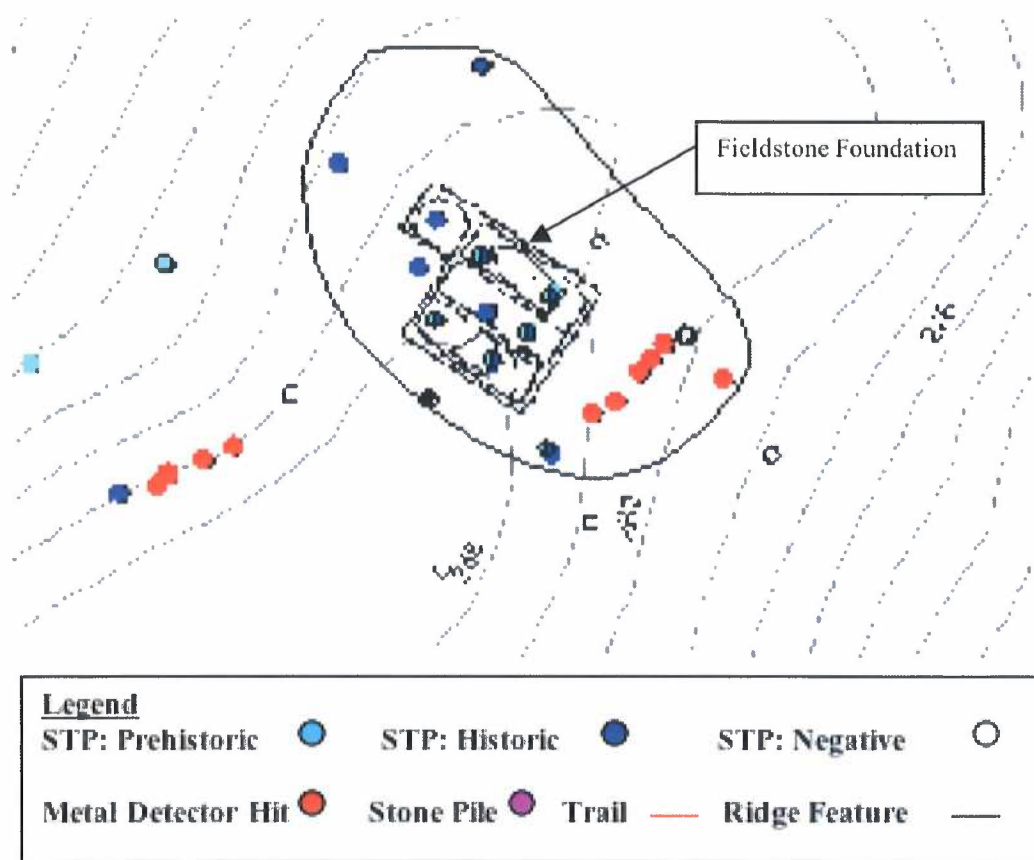 Fieldstone Foundation
Legend
STP: Prehistoric STP: Historic STP: Negative
Metal Detector Hit Stone Pile Trail Ridge Feature